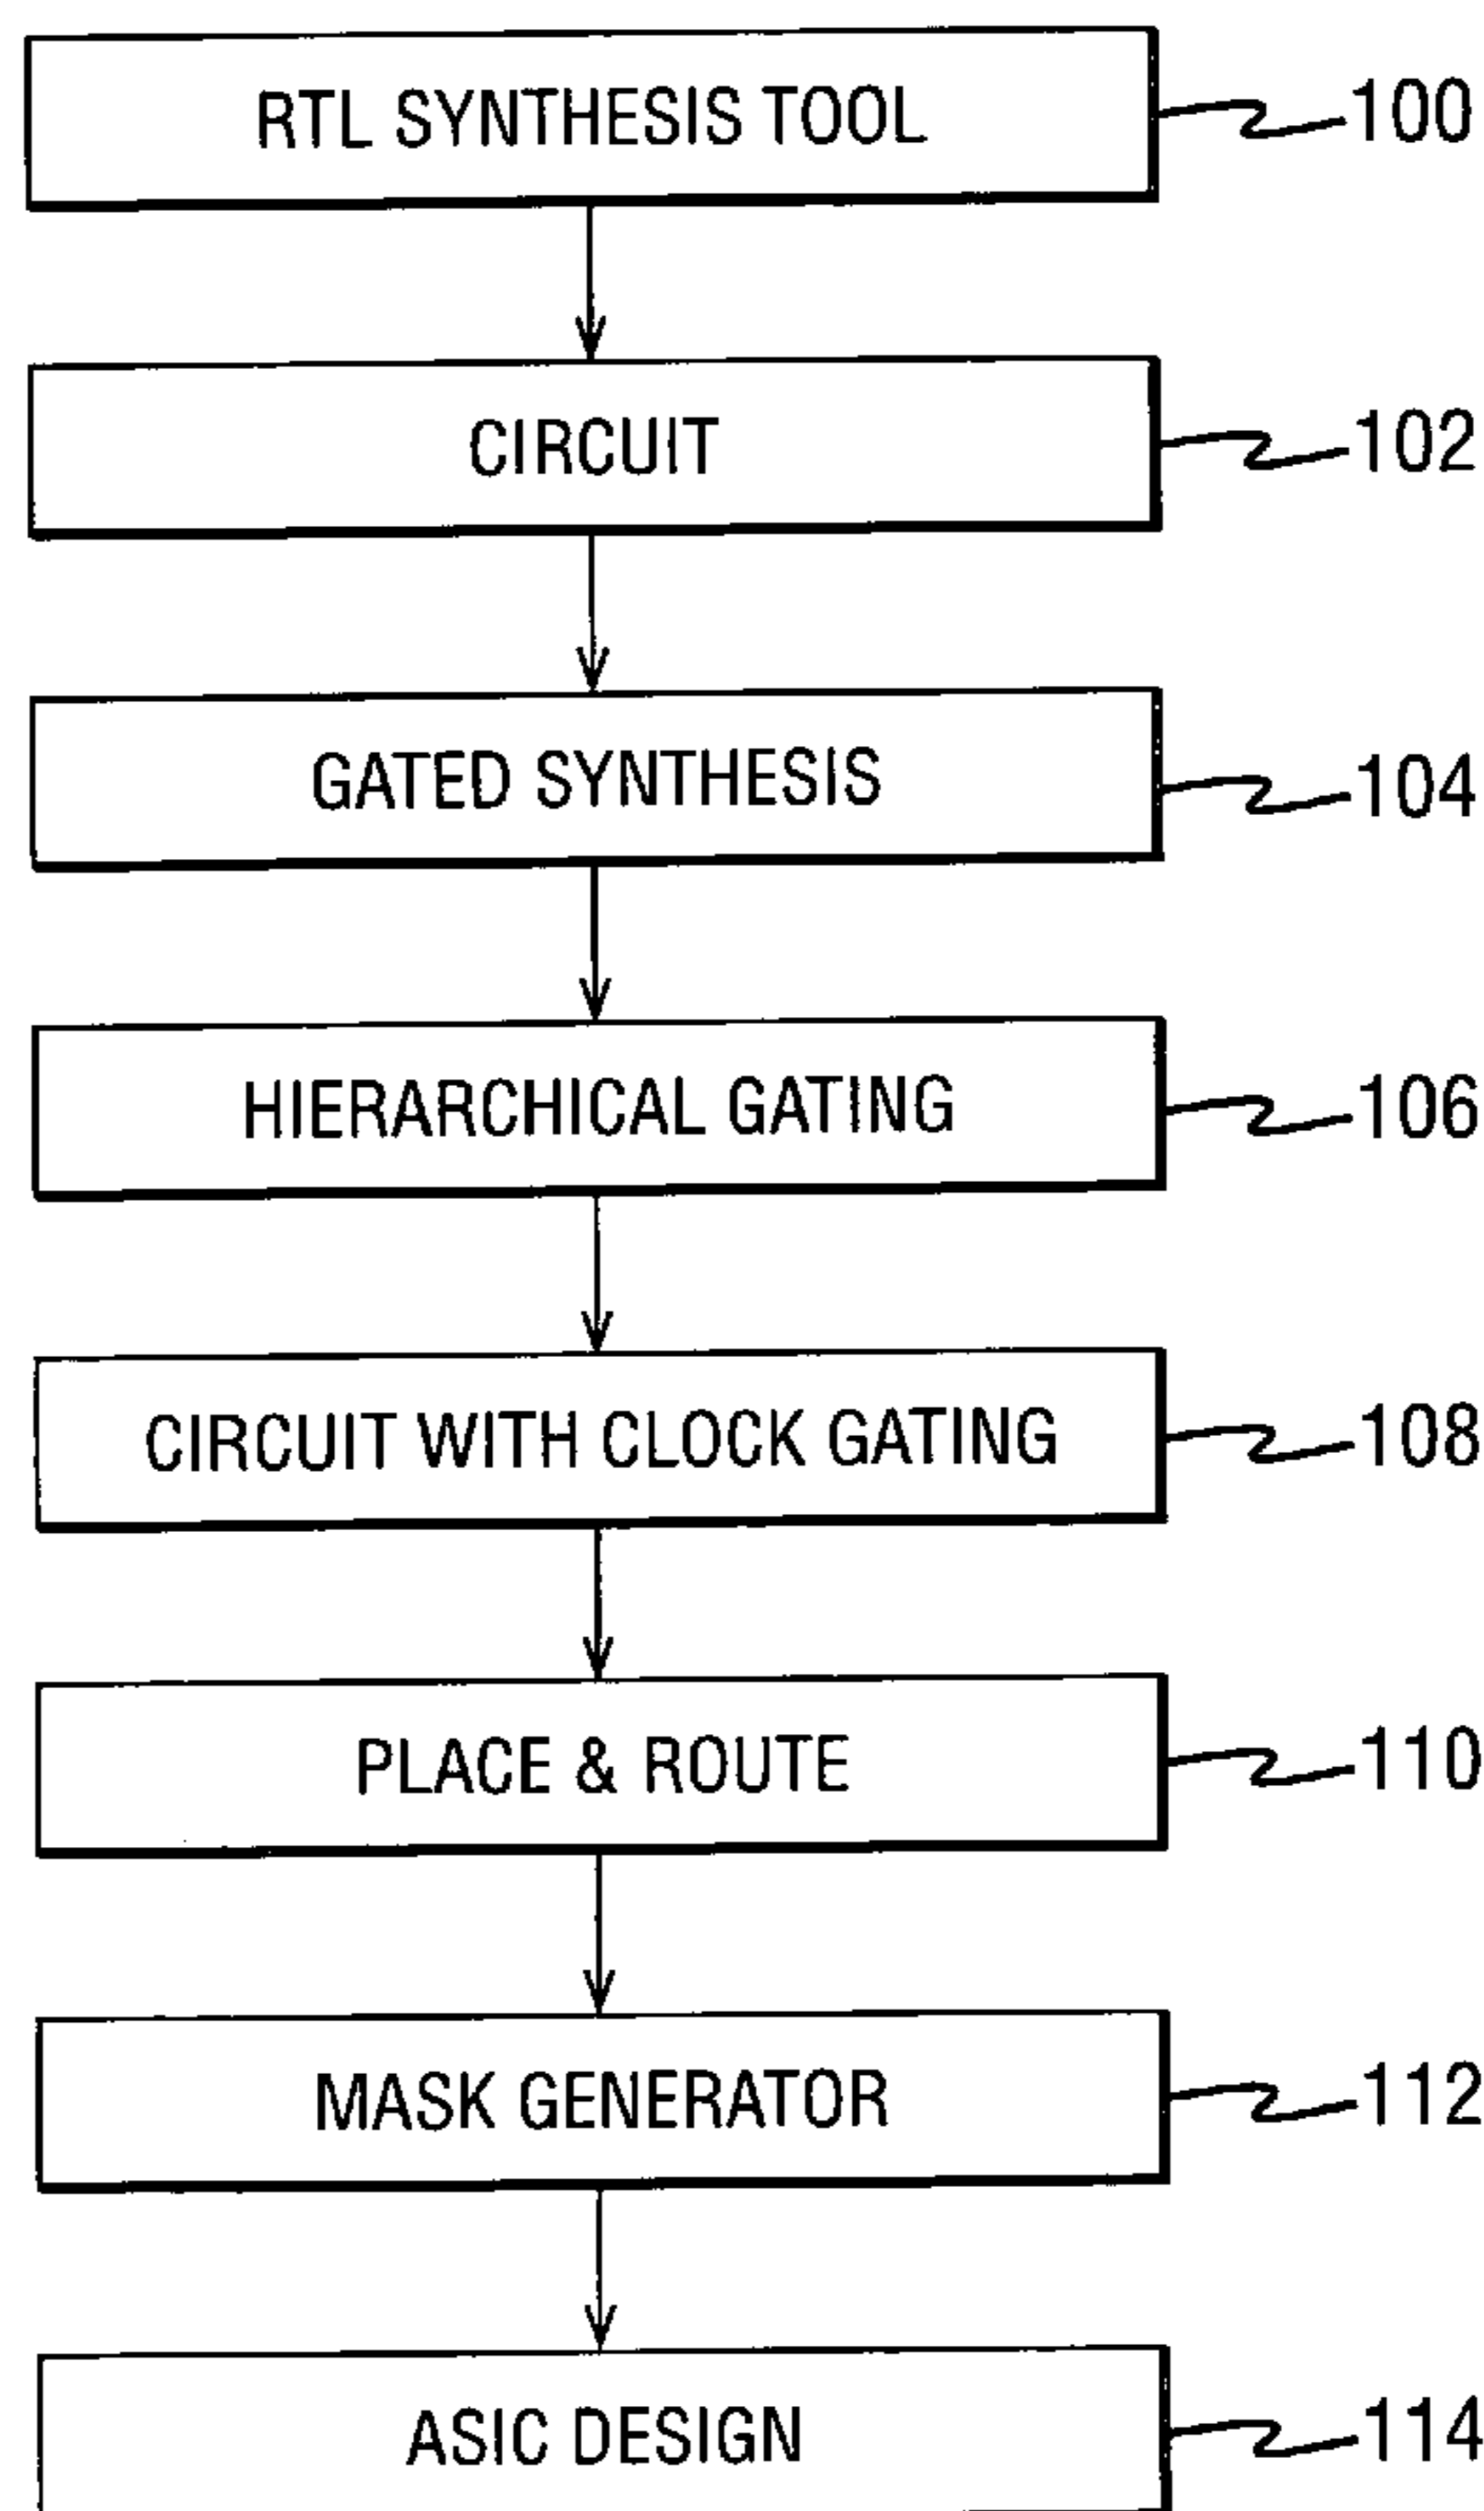 RTL SYNTHESIS TOOL 100
CIRCUIT 102
GATED SYNTHESIS 104
HIERARCHICAL GATING 106
CIRCUIT WITH CLOCK GATING 108
PLACE & ROUTE 110
MASK GENERATOR 112
ASIC DESIGN 114